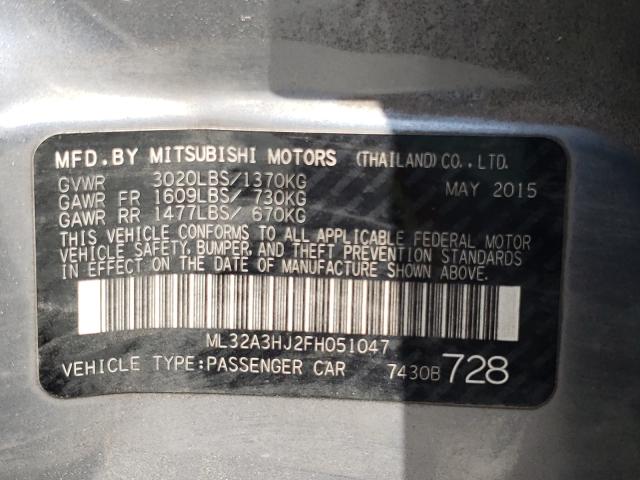 MFD.BY MITSUBISHI MOTORS (THAILAND)CO.,LTD.
GVWR 3020LBS/1370KG MAY 2015
GAWR FR 1609LBS/ 730KG
GAWR RR 1477LBS/ 670KG
THIS VEHICLE CONFORMS TO ALL APPLICABLE FEDERAL MOTOR
VEHICLE SAFETY, BUMPER, AND THEFT PREVENTION STANDARDS
IN EFFECT ON THE DATE OF MANUFACTURE SHOWN ABOVE.
ML32A3HJ2FH051047
VEHICLE TYPE:PASSENGER CAR 7430B 728